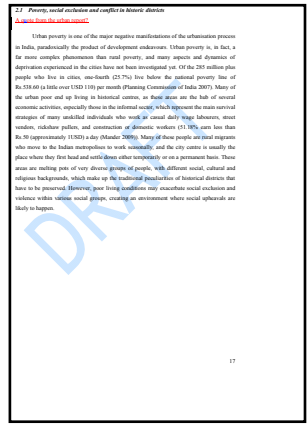 2.1 Poverty, social exclusion and conflict in historic districts
A quote from the urban report?
Urban poverty is one of the major negative manifestations of the urbanisation process
in India, paradoxically the product of development endeavours. Urban poverty is, in fact, a
far more complex phenomenon than rural poverty, and many aspects and dynamics of
deprivation experienced in the cities have not been investigated yet. Of the 285 million plus
people who live in cities, one-fourth (25.7%) live below the national poverty line of
Rs.538.60 (a little over USD 110) per month (Planning Commission of India 2007). Many of
the urban poor end up living in historical centres, as these areas are the hub of several
economic activities, especially those in the informal sector, which represent the main survival
strategies of many unskilled individuals who work as casual daily wage labourers, street
vendors, rickshaw pullers, and construction or domestic workers (51.18% earn less than
Rs.50 (approximately 1USD) a day (Mander 2009)). Many of these people are rural migrants
who move to the Indian metropolises to work seasonally, and the city centre is usually the
place where they first head and settle down either temporarily or on a permanent basis. These
areas are melting pots of very diverse groups of people, with different social, cultural and
religious backgrounds, which make up the traditional peculiarities of historical districts that
have to be preserved. However, poor living conditions may exacerbate social exclusion and
violence within various social groups, creating an environment where social upheavals are
likely to happen.
DRAFT
17